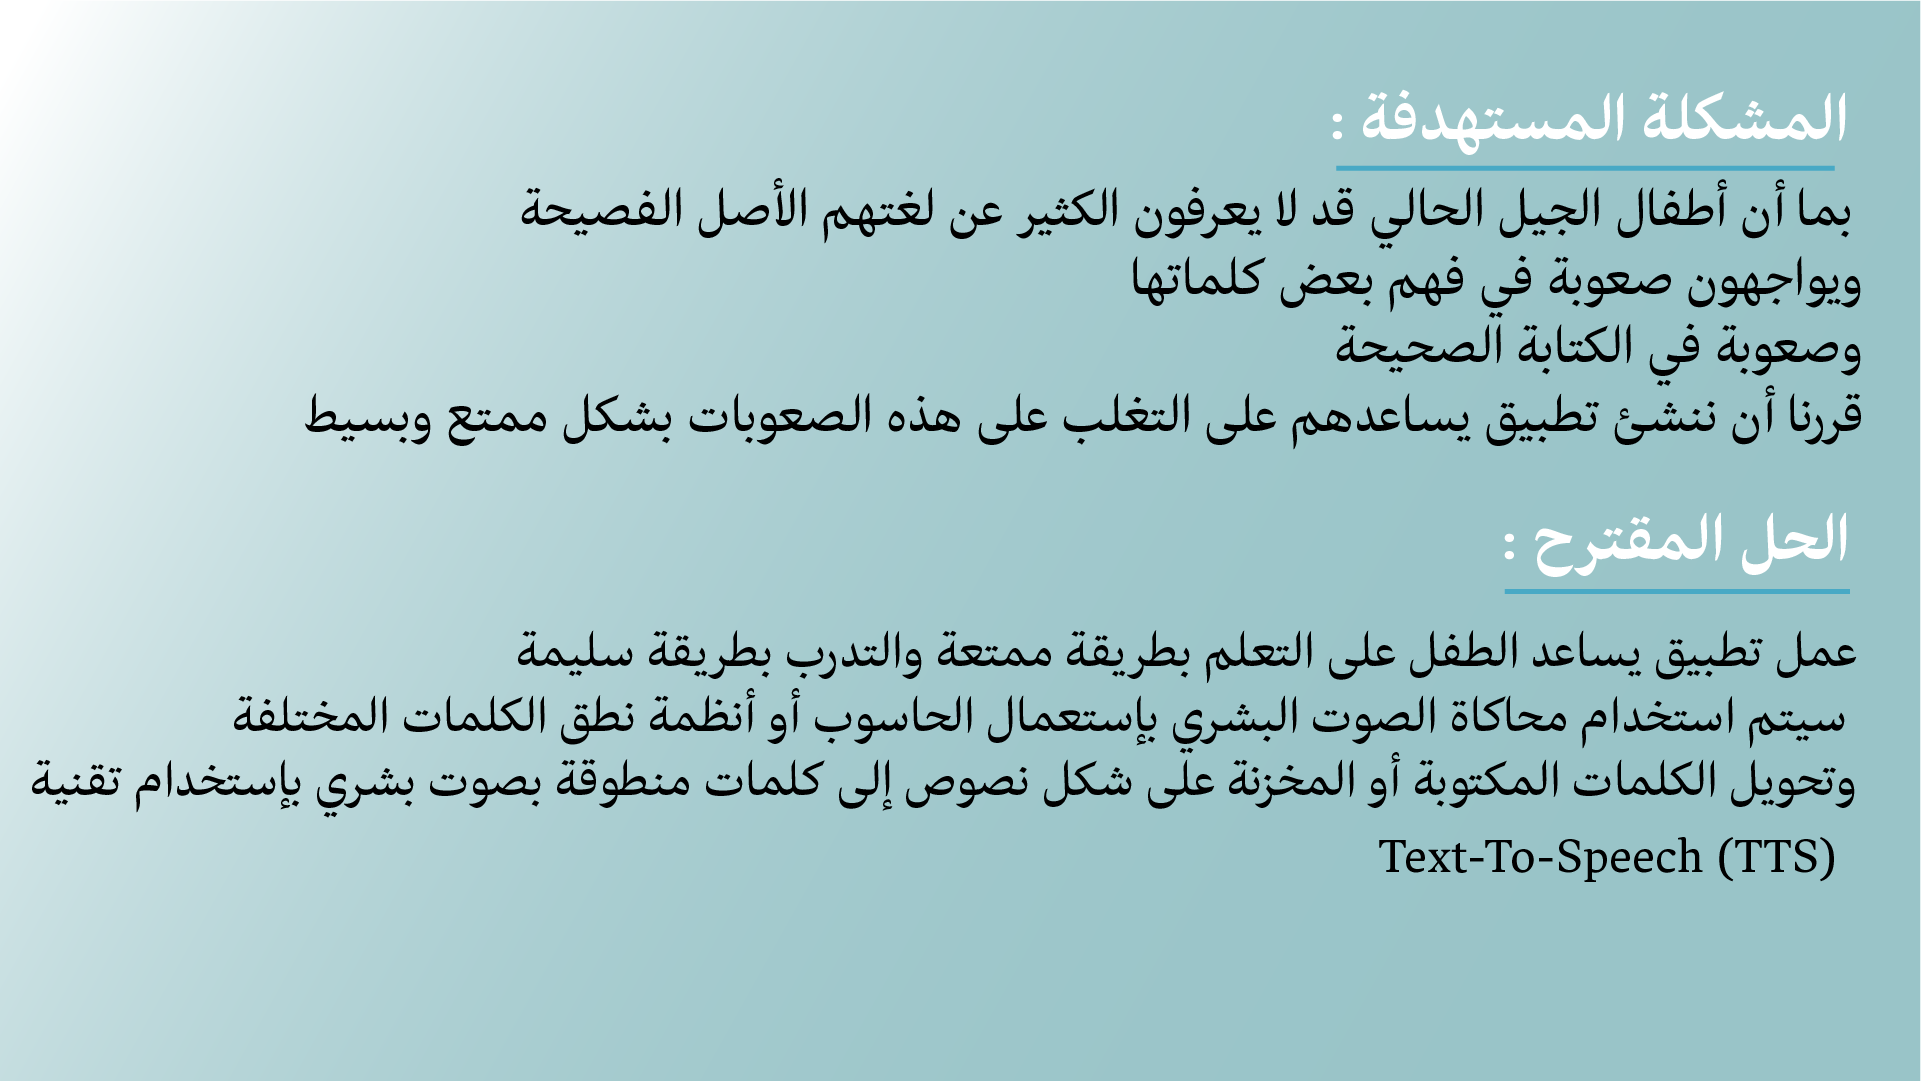 المشكلة المستهدفة :
بما أن أطفال الجيل الحالي قد لا يعرفون الكثير عن لغتهم الأصل الفصيحة
ويواجهون صعوبة في فهم بعض كلماتها
وصعوبة في الكتابة الصحيحة
قررنا أن ننشئ تطبيق يساعدهم على التغلب على هذه الصعوبات بشكل ممتع وبسيط
الحل المقترح :
عمل تطبيق يساعد الطفل على التعلم بطريقة ممتعة والتدرب بطريقة سليمة
سيتم استخدام محاكاة الصوت البشري بإستعمال الحاسوب أو أنظمة نطق الكلمات المختلفة
وتحويل الكلمات المكتوبة أو المخزنة على شكل نصوص إلى كلمات منطوقة بصوت بشري بإستخدام تقنية
Text-To-Speech (TTS)